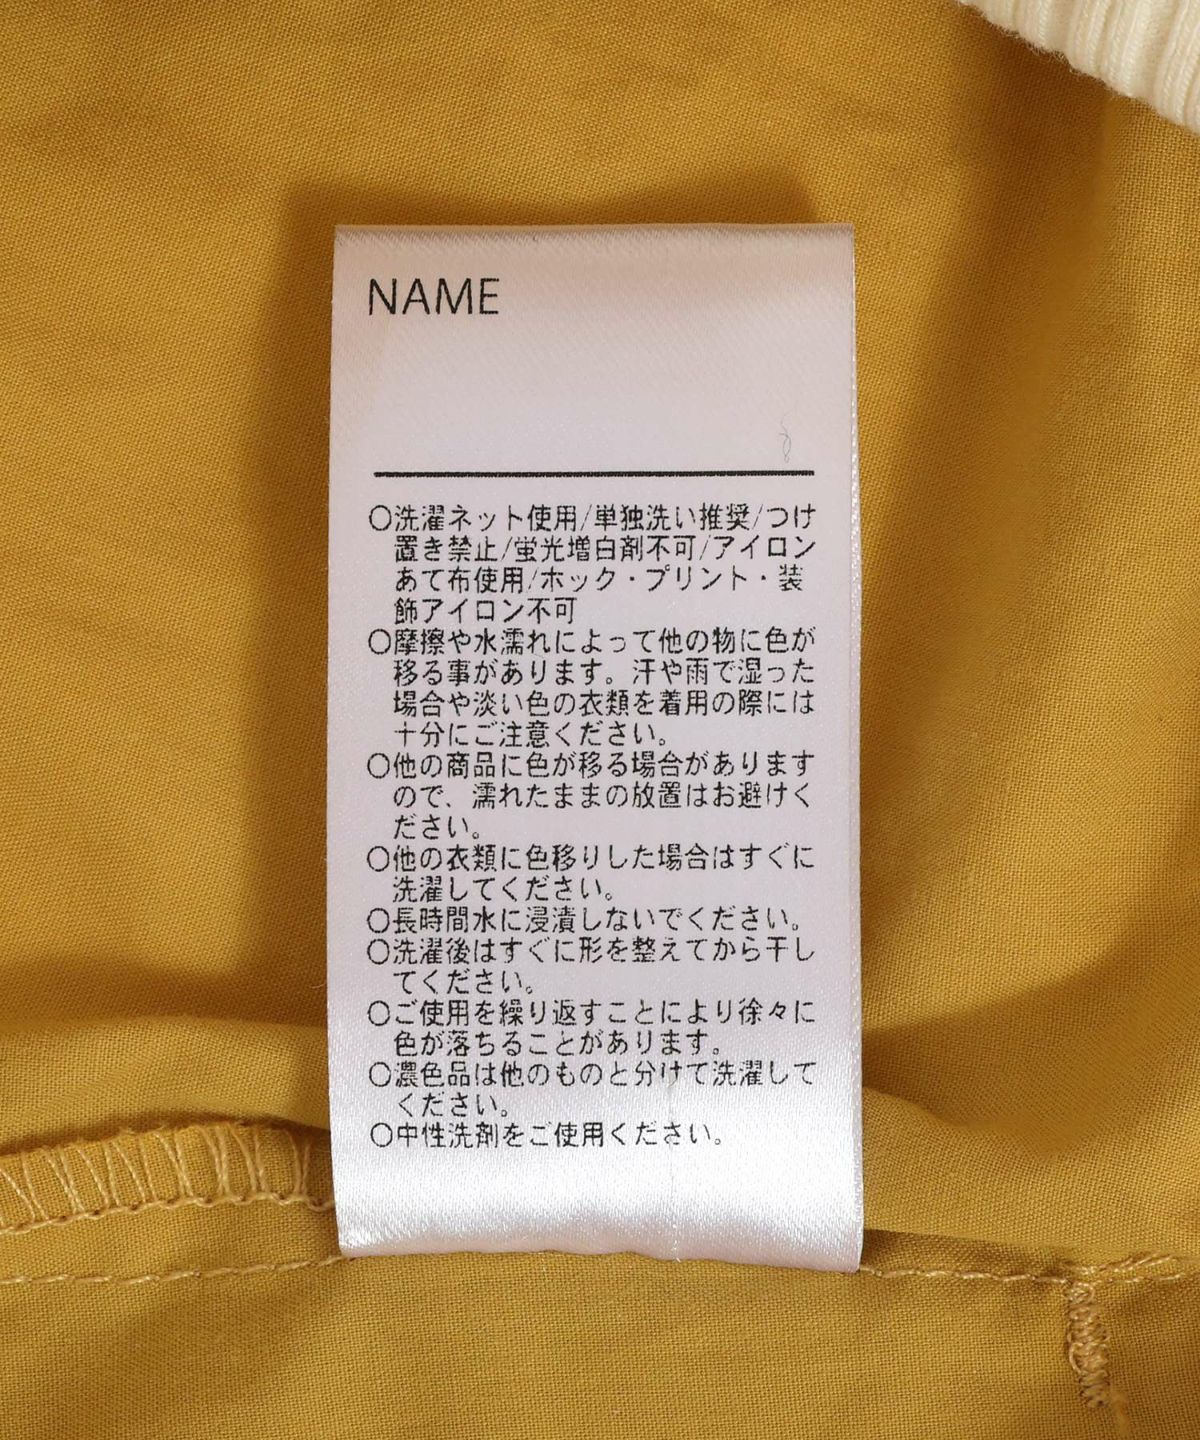 NAME
〇洗濯ネット使用/単独洗い推奨/つけ
置き禁止/蛍光増白剤不可/アイロン
あて布使用/ホック・プリント・装
飾アイロン不可
〇摩擦や水濡れによって他の物に色が
移る事があります。汗や雨で湿った
場合や淡い色の衣類を着用の際には
十分にご注意ください。
〇他の商品に色が移る場合があります
ので、濡れたままの放置はお避けく
ださい。
〇他の衣類に色移りした場合はすぐに
洗濯してください。
〇長時間水に浸漬しないでください。
〇洗濯後はすぐに形を整えてから干し
てください。
〇ご使用を繰り返すことにより徐々に
色が落ちることがあります。
〇濃色品は他のものと分けて洗濯して
ください。
〇中性洗剤をご使用ください。